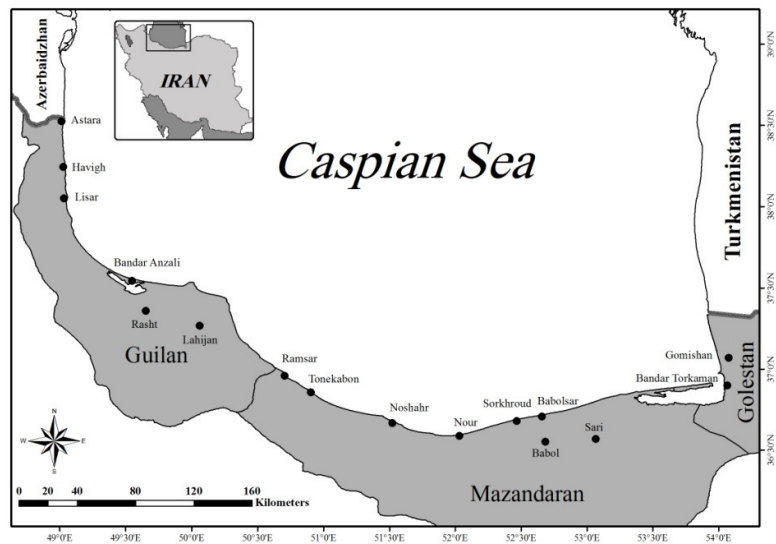 Azerbaidzhan
IRAN
Caspian Sea
Turkmenistan
Astara
Havigh
Lisar
Bandar Anzali
Rasht
Lahijan
Guilan
Ramsar
Tonekabon
Noshahr
Nour
Sorkhroud
Babolsar
Babol
Sari
Mazandaran
Gomishan
Bandar Torkaman
Golestan
N
W
E
S
0 20 40 80 120 160
Kilometers
39°0'N
38°30'N
38°0'N
37°30'N
37°0'N
36°30'N
49°0'E 49°30'E 50°0'E 50°30'E 51°0'E 51°30'E 52°0'E 52°30'E 53°0'E 53°30'E 54°0'E